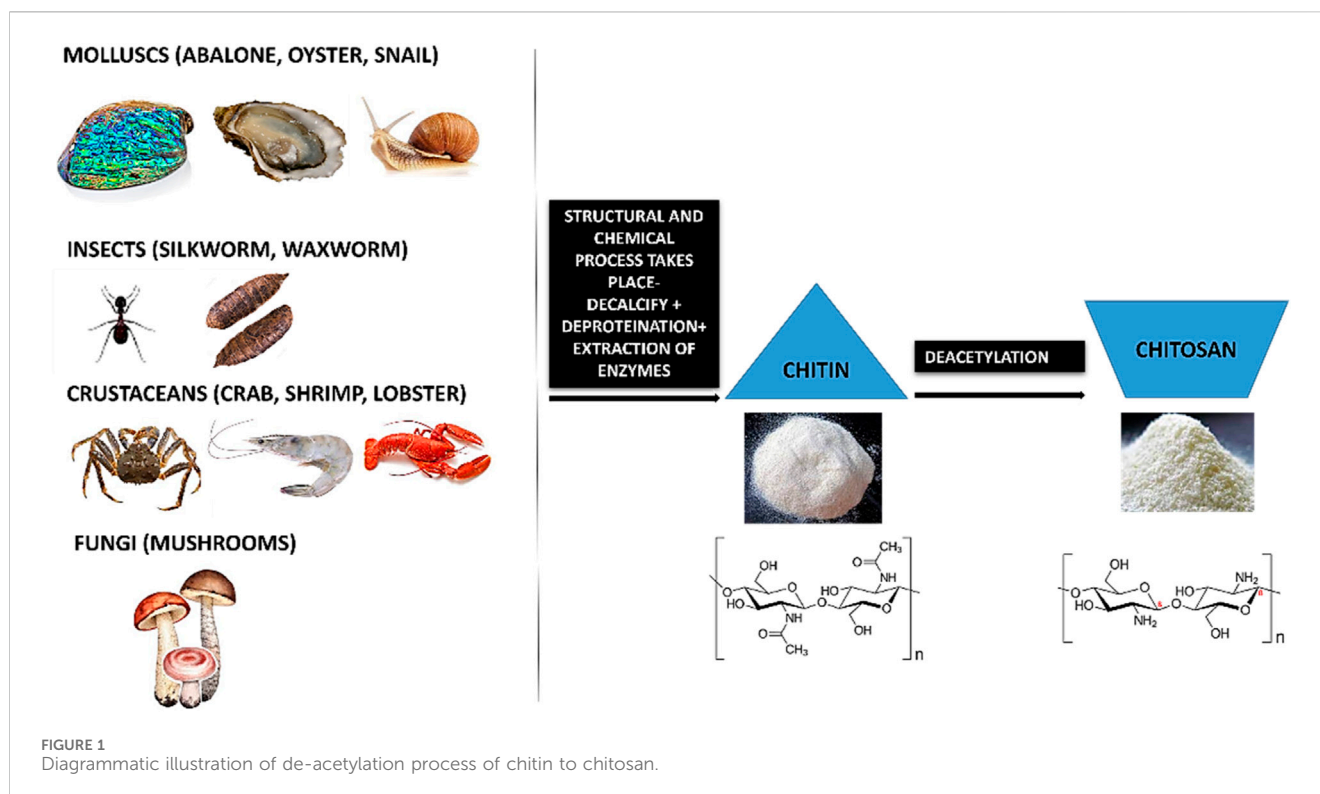 MOLLUSCS (ABALONE, OYSTER, SNAIL)
INSECTS (SILKWORM, WAXWORM)
CRUSTACEANS (CRAB, SHRIMP, LOBSTER)
FUNGI (MUSHROOMS)
STRUCTURAL AND
CHEMICAL
PROCESS TAKES
PLACE-
DECALCIFY +
DEPROTEINATION+
EXTRACTION OF
ENZYMES
CHITIN
DEACETYLATION
CHITOSAN
CH₃
O
NH
OH
O
HO
O
HO
O
O
NH
OH
O
CH₃
n
OH
O
HO
O
NH₂
O
HO
NH₂
O
OH
n
FIGURE 1
Diagrammatic illustration of de-acetylation process of chitin to chitosan.